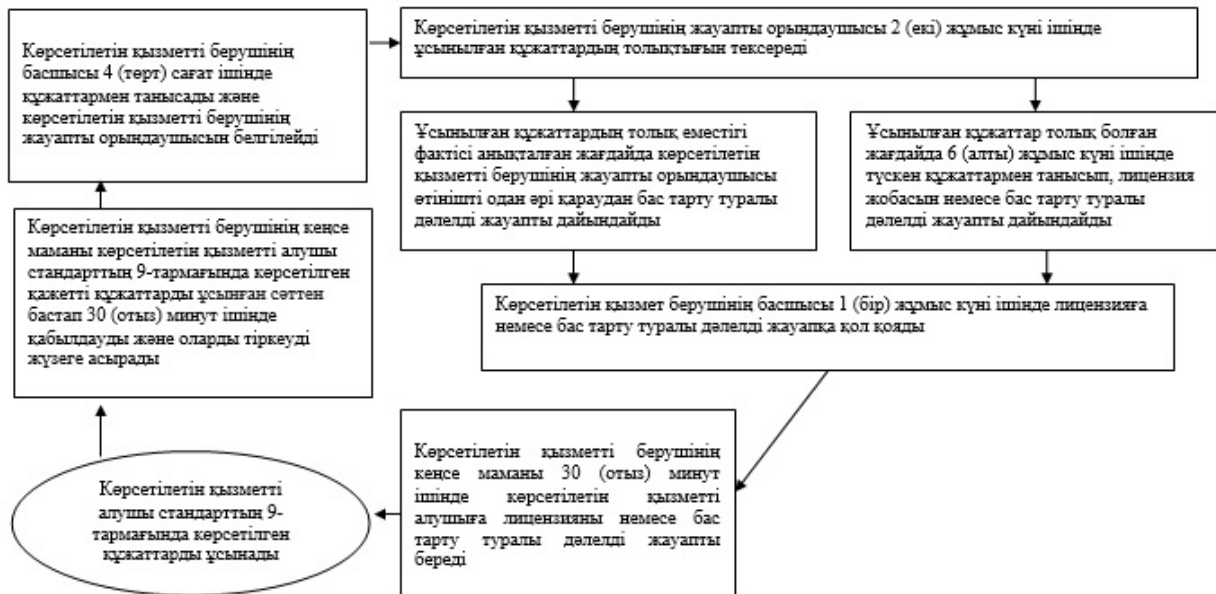 Көрсетілетін қызметті берушінің
басшысы 4 (төрт) сағат ішінде
құжаттармен танысады және
көрсетілетін қызметті берушінің
жауапты орындаушысын белгілейді
Көрсетілетін қызметті берушінің жауапты орындаушысы 2 (екі) жұмыс күні ішінде
ұсынылған құжаттардың толықтығын тексереді
Ұсынылған құжаттардың толық еместігі
фактісі анықталған жағдайда көрсетілетін
қызметті берушінің жауапты орындаушысы
өтінішті одан әрі қараудан бас тарту туралы
дәлелді жауапты дайындайды
Ұсынылған құжаттар толық болған
жағдайда 6 (алты) жұмыс күні ішінде
түскен құжаттармен танысып, лицензия
жобасын немесе бас тарту туралы
дәлелді жауапты дайындайды
Көрсетілетін қызметті берушінің кеңсе
маманы көрсетілетін қызметті алушы
стандарттың 9-тармағында көрсетілген
қажетті құжаттарды ұсынған сәттен
бастап 30 (отыз) минут ішінде
қабылдауды және оларды тіркеуді
жүзеге асырады
Көрсетілетін қызмет берушінің басшысы 1 (бір) жұмыс күні ішінде лицензияға
немесе бас тарту туралы дәлелді жауапқа қол қояды
Көрсетілетін қызметті берушінің
кеңсе маманы 30 (отыз) минут
ішінде көрсетілетін қызметті
алушыға лицензияны немесе бас
тарту туралы дәлелді жауапты
береді
Көрсетілетін қызметті
алушы стандарттың 9-
тармағында көрсетілген
құжаттарды ұсынады